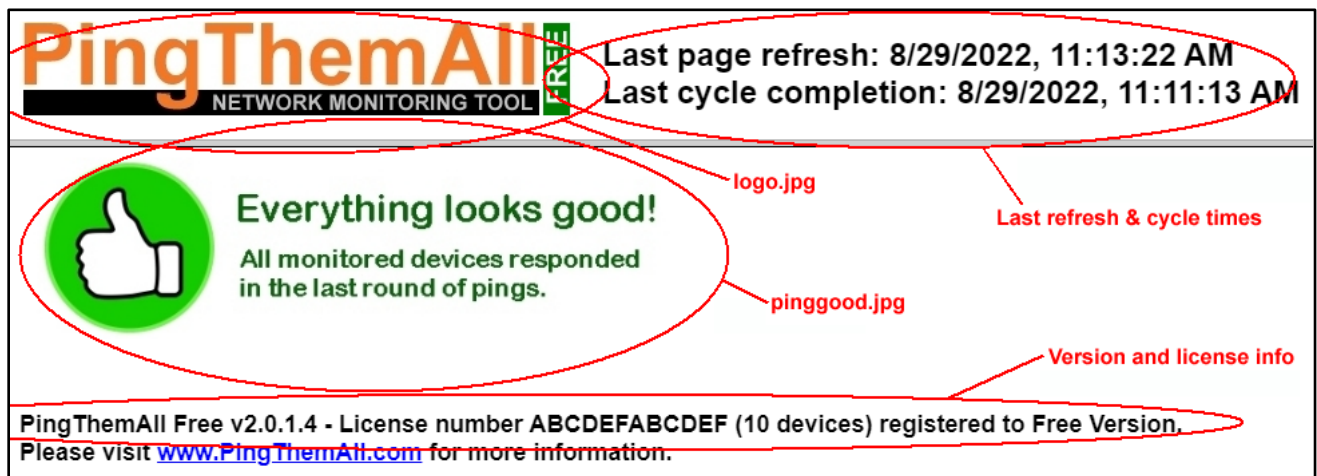 PingThemAll FREE
NETWORK MONITORING TOOL
Last page refresh: 8/29/2022, 11:13:22 AM
Last cycle completion: 8/29/2022, 11:11:13 AM
logo.jpg
Last refresh & cycle times
Everything looks good!
All monitored devices responded
in the last round of pings.
pinggood.jpg
Version and license info
PingThemAll Free v2.0.1.4 - License number ABCDEFABCDEF (10 devices) registered to Free Version.
Please visit www.PingThemAll.com for more information.